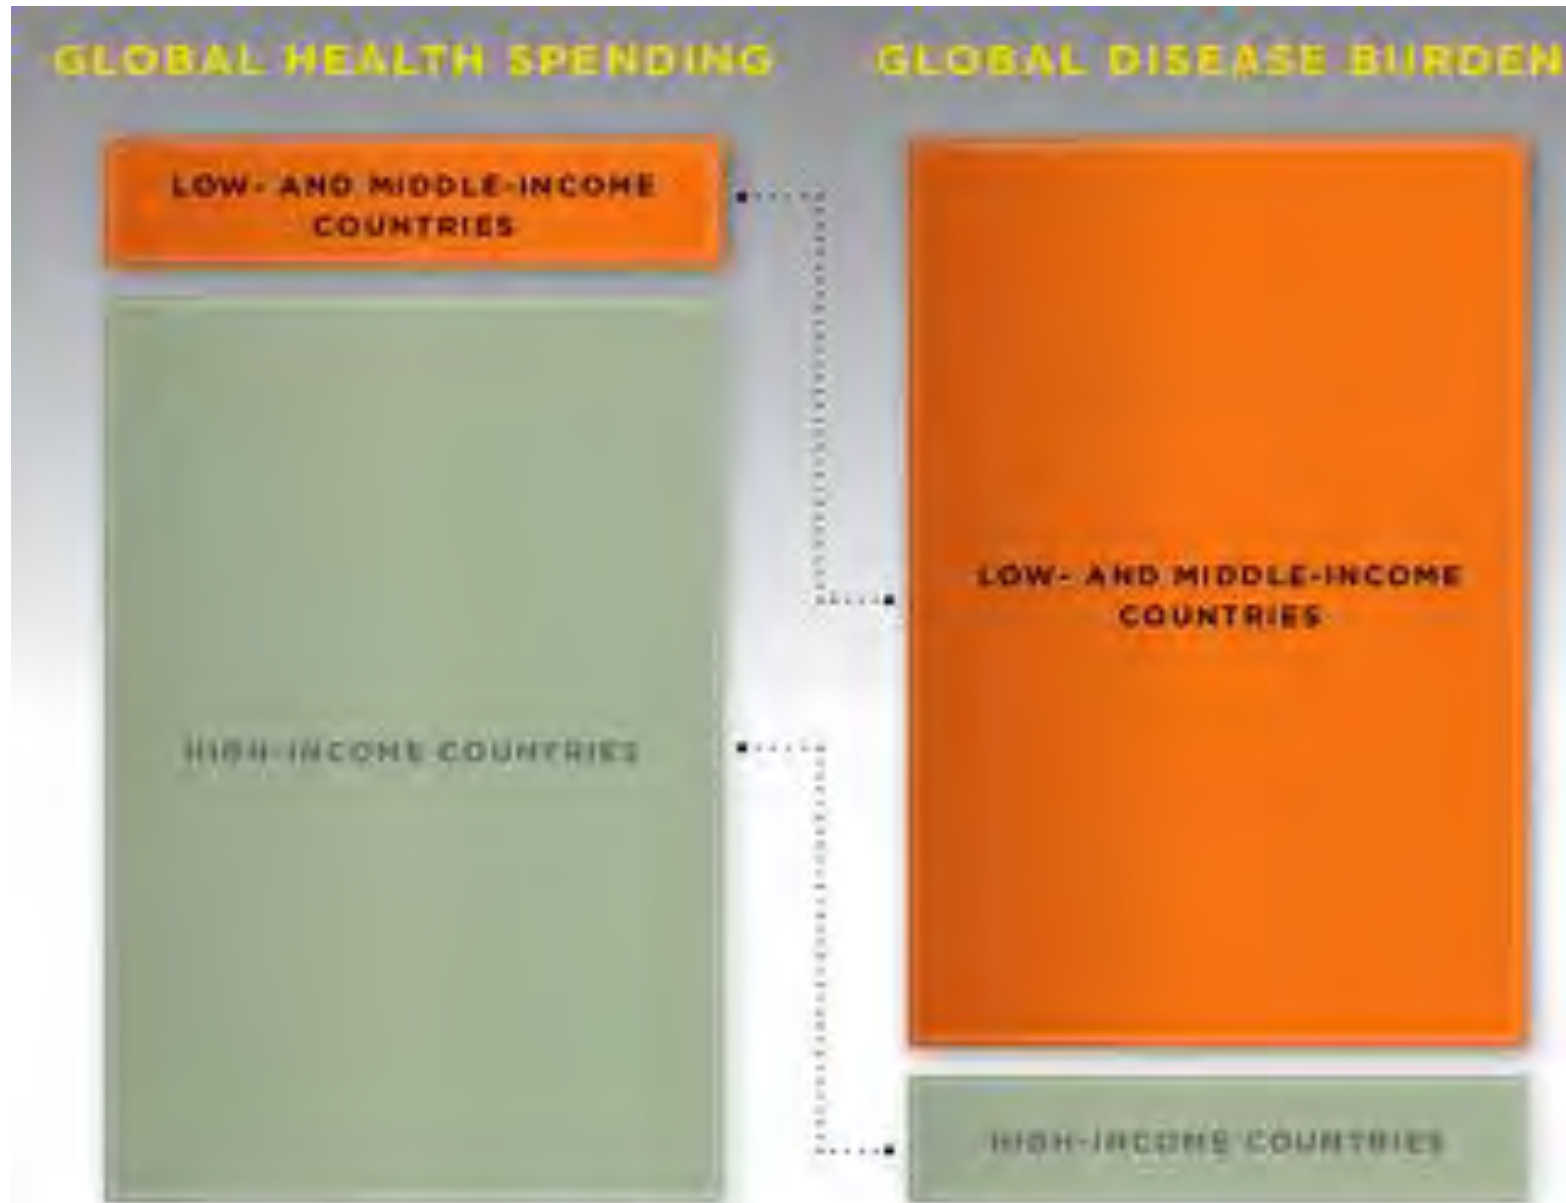 GLOBAL HEALTH SPENDING
LOW- AND MIDDLE-INCOME
COUNTRIES
HIGH-INCOME COUNTRIES
GLOBAL DISEASE BURDEN
LOW- AND MIDDLE-INCOME
COUNTRIES
HIGH-INCOME COUNTRIES